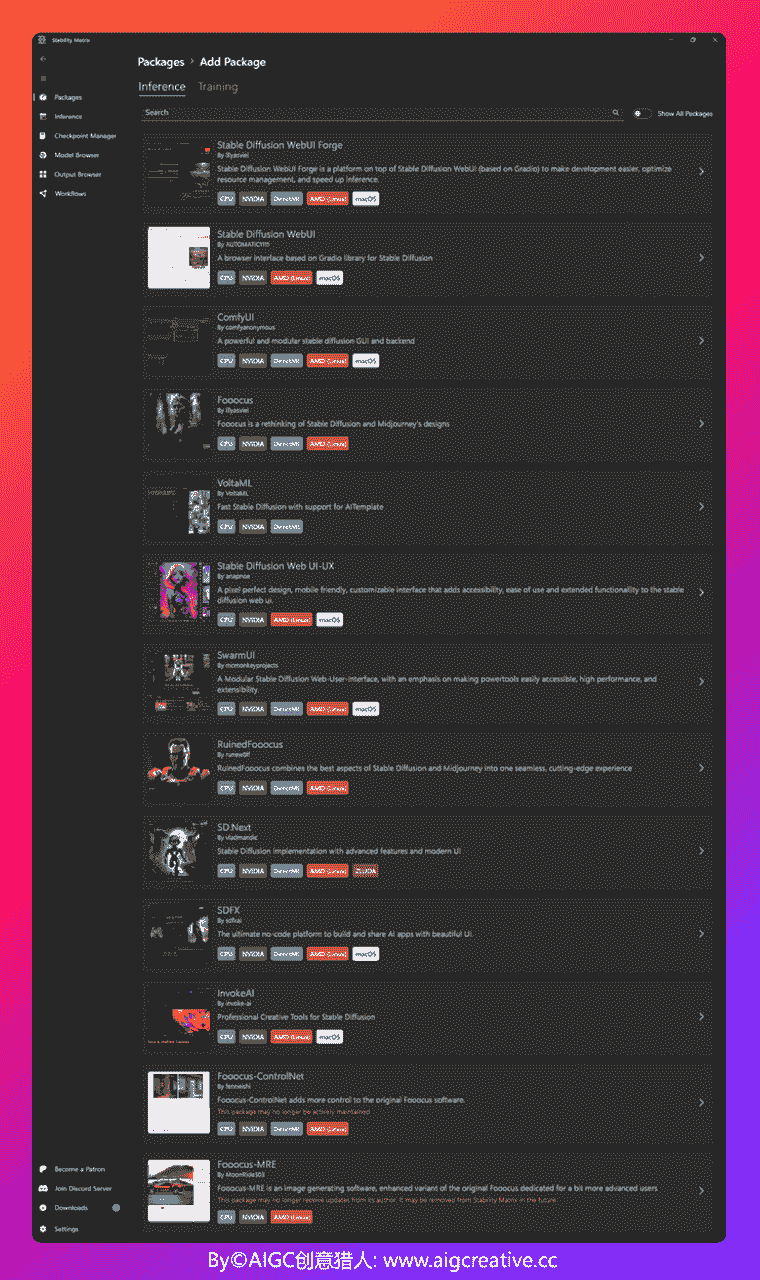 Stability Matrix
Packages
Inference
Checkpoint Manager
Model Browser
Output Browser
Workflows
Packages › Add Package
Inference Training
Search
Show All Packages
Stable Diffusion WebUI Forge
By lllyasviel
Stable Diffusion WebUI Forge is a platform on top of Stable Diffusion WebUI (based on Gradio) to make development easier, optimize
resource management, and speed up inference.
CPU NVIDIA DirectML AMD (Linux) macOS
Stable Diffusion WebUI
By AUTOMATIC1111
A browser interface based on Gradio library for Stable Diffusion
CPU NVIDIA AMD (Linux) macOS
ComfyUI
By comfyanonymous
A powerful and modular stable diffusion GUI and backend
CPU NVIDIA DirectML AMD (Linux) macOS
Fooocus
By lllyasviel
Fooocus is a rethinking of Stable Diffusion and Midjourney's designs
CPU NVIDIA DirectML AMD (Linux)
VoltaML
By VoltaML
Fast Stable Diffusion with support for AITemplate
CPU NVIDIA DirectML
Stable Diffusion Web UI-UX
By anapnoe
A pixel perfect design, mobile friendly, customizable interface that adds accessibility, ease of use and extended functionality to the stable
diffusion web ui.
CPU NVIDIA AMD (Linux) macOS
SwarmUI
By mcmonkeyprojects
A Modular Stable Diffusion Web-User-Interface, with an emphasis on making powertools easily accessible, high performance, and
extensibility.
CPU NVIDIA DirectML AMD (Linux) macOS
RuinedFooocus
By runew0lf
RuinedFooocus combines the best aspects of Stable Diffusion and Midjourney into one seamless, cutting-edge experience
CPU NVIDIA DirectML AMD (Linux)
SD.Next
By vladmandic
Stable Diffusion implementation with advanced features and modern UI
CPU NVIDIA DirectML AMD (Linux) ZLUDA
SDFX
By sdfxai
The ultimate no-code platform to build and share AI apps with beautiful UI.
CPU NVIDIA DirectML AMD (Linux) macOS
InvokeAI
By invoke-ai
Professional Creative Tools for Stable Diffusion
CPU NVIDIA AMD (Linux) macOS
Fooocus-ControlNet
By fenneishi
Fooocus-ControlNet adds more control to the original Fooocus software.
This package may no longer be actively maintained
CPU NVIDIA DirectML AMD (Linux)
Fooocus-MRE
By MoonRide303
Fooocus-MRE is an image generating software, enhanced variant of the original Fooocus dedicated for a bit more advanced users
This package may no longer receive updates from its author. It may be removed from Stability Matrix in the future.
CPU NVIDIA AMD (Linux)
Become a Patron
Join Discord Server
Downloads
Settings
By©AIGC创意猎人: www.aigcreative.cc